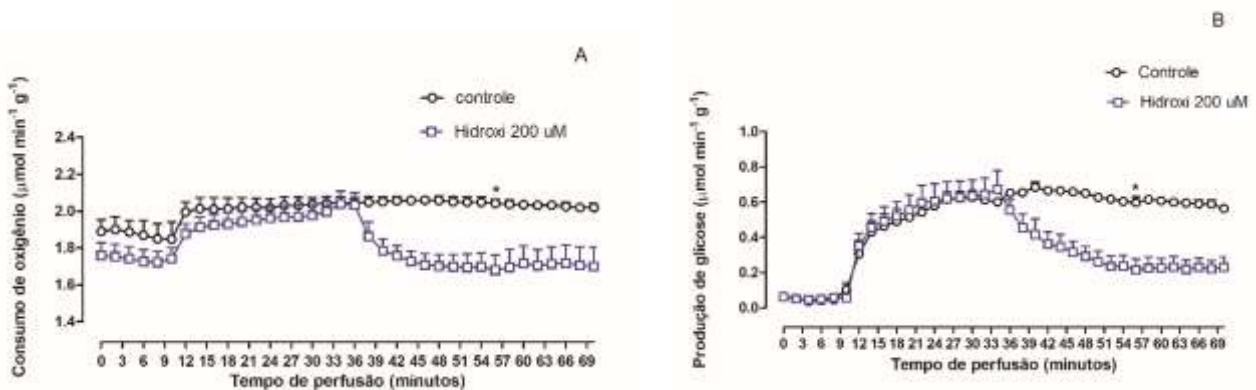 A
Consumo de oxigênio (µmol min⁻¹ g⁻¹)
controle
Hidroxi 200 uM
2.4
2.2
2.0
1.8
1.6
1.4
*
0 3 6 9 12 15 18 21 24 27 30 33 36 39 42 45 48 51 54 57 60 63 66 69
Tempo de perfusão (minutos)
B
Produção de glicose (µmol min⁻¹ g⁻¹)
Controle
Hidroxi 200 uM
1.0
0.8
0.6
0.4
0.2
0.0
*
0 3 6 9 12 15 18 21 24 27 30 33 36 39 42 45 48 51 54 57 60 63 66 69
Tempo de perfusão (minutos)